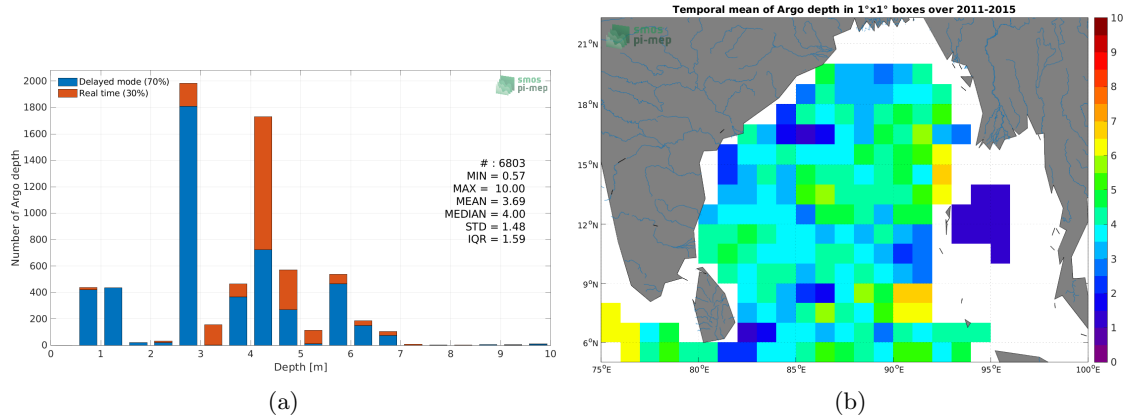 Delayed mode (70%)
Real time (30%)
smos
pi-mep
# : 6803
MIN = 0.57
MAX = 10.00
MEAN = 3.69
MEDIAN = 4.00
STD = 1.48
IQR = 1.59
Number of Argo depth
2000
1800
1600
1400
1200
1000
800
600
400
200
0
0 1 2 3 4 5 6 7 8 9 10
Depth [m]
(a)
Temporal mean of Argo depth in 1°x1° boxes over 2011-2015
smos
pi-mep
21°N
18°N
15°N
12°N
9°N
6°N
75°E 80°E 85°E 90°E 95°E 100°E
10
9
8
7
6
5
4
3
2
1
0
(b)